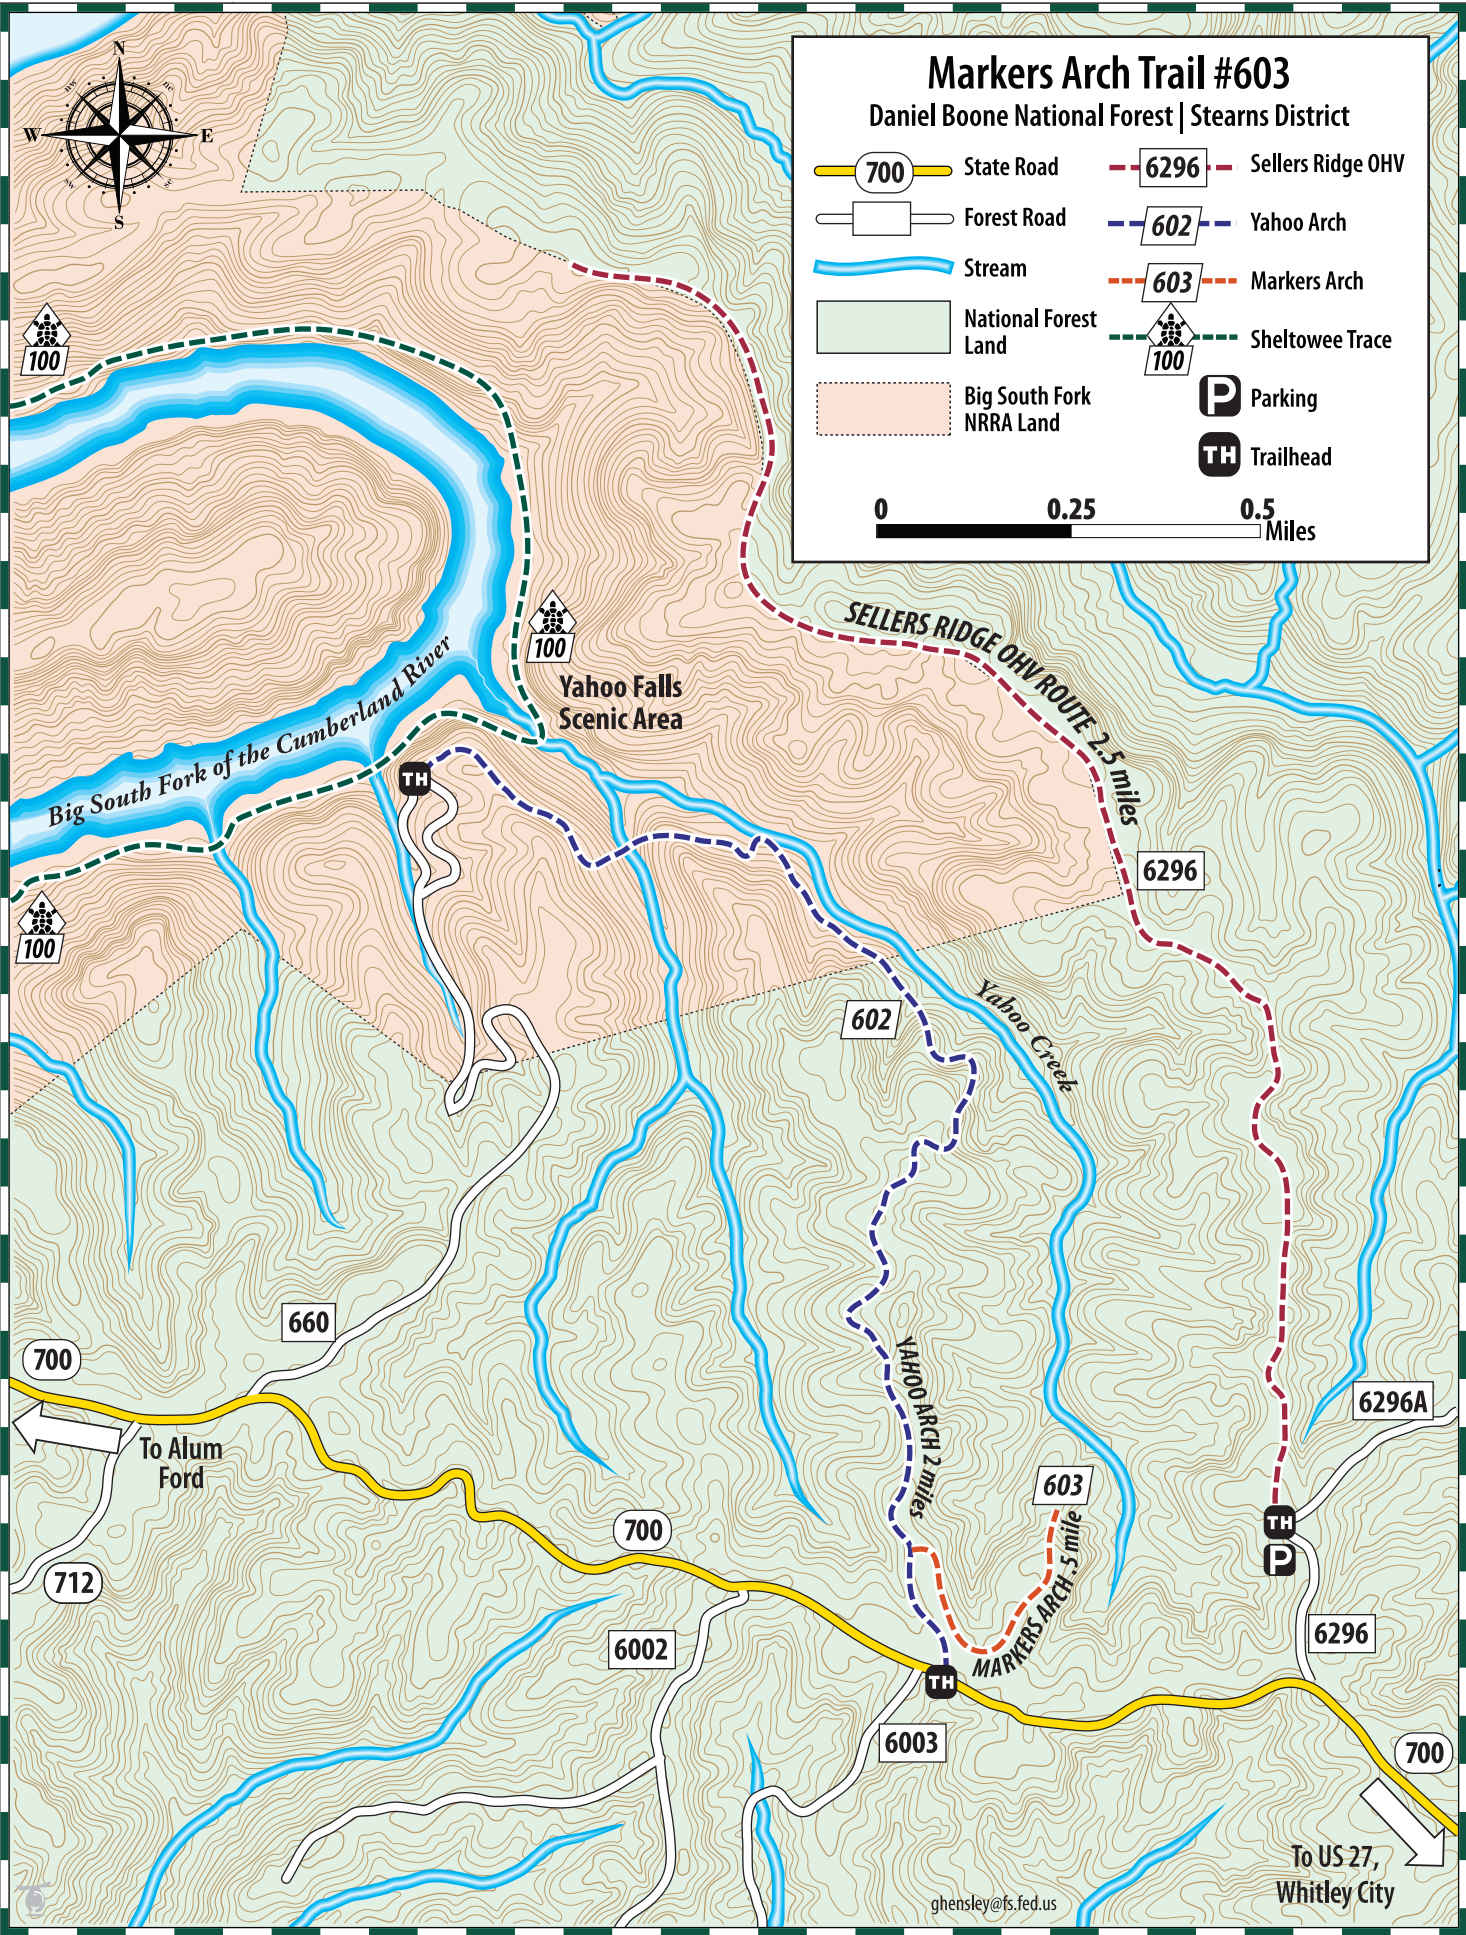 Markers Arch Trail #603
Daniel Boone National Forest | Stearns District
700
State Road
Forest Road
Stream
National Forest
Land
Big South Fork
NRRA Land
6296
Sellers Ridge OHV
602
Yahoo Arch
603
Markers Arch
100
Sheltowee Trace
P
Parking
TH
Trailhead
0
0.25
0.5
Miles
N
NE
E
SE
S
SW
W
NW
100
100
Yahoo Falls
Scenic Area
SELLERS RIDGE OHV ROUTE 2.5 miles
Big South Fork of the Cumberland River
TH
6296
100
602
Yahoo Creek
660
700
To Alum
Ford
YAHOO ARCH 2 miles
6296A
603
MARKERS ARCH .5 mile
TH
P
700
712
6002
6296
TH
6003
700
To US 27,
Whitley City
ghensley@fs.fed.us